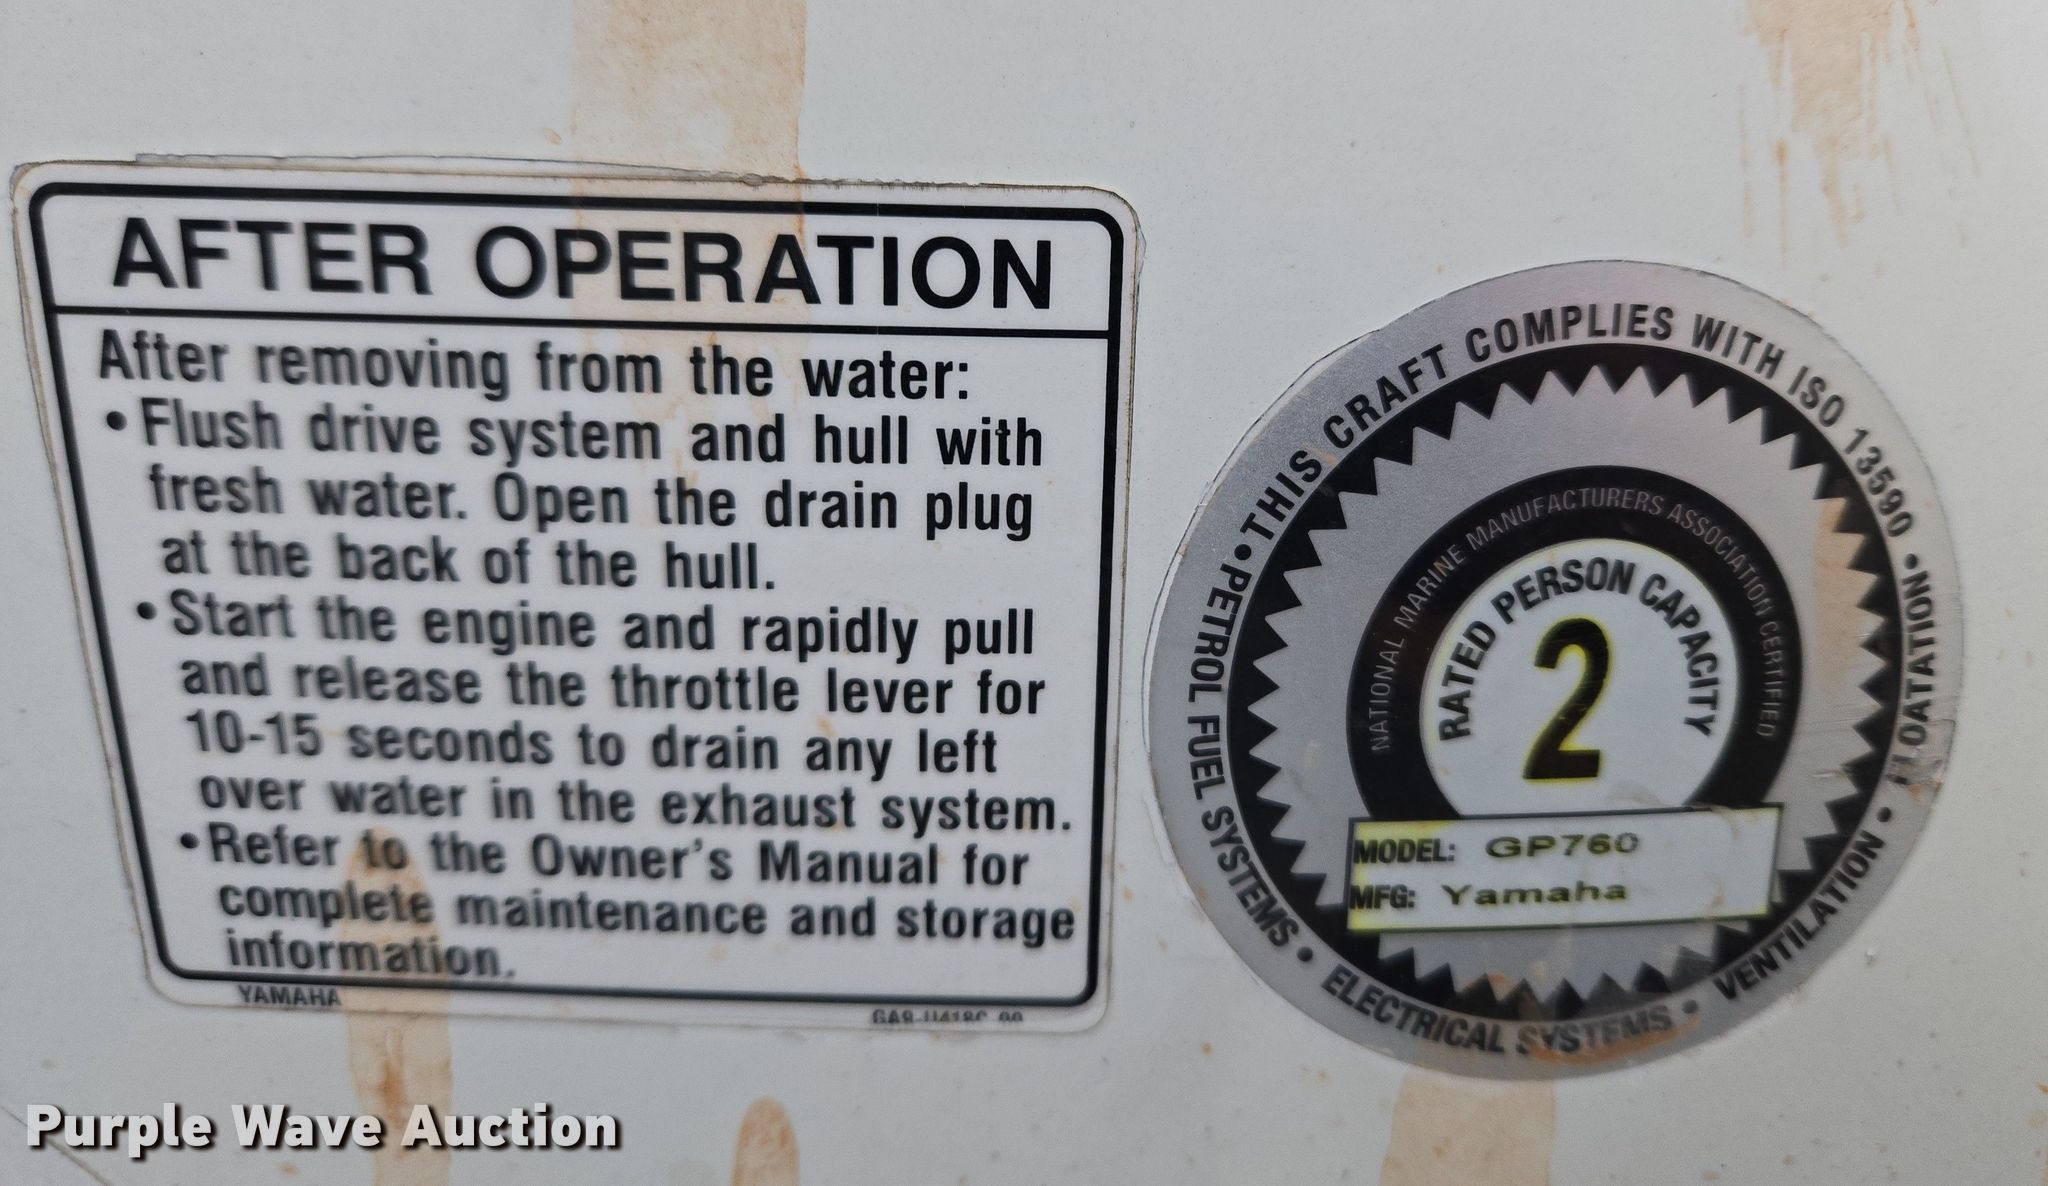 AFTER OPERATION
After removing from the water:
• Flush drive system and hull with
fresh water. Open the drain plug
at the back of the hull.
• Start the engine and rapidly pull
and release the throttle lever for
10-15 seconds to drain any left
over water in the exhaust system.
• Refer to the Owner's Manual for
complete maintenance and storage
information.
YAMAHA
• THIS CRAFT COMPLIES WITH ISO 13590 •
FLOATATION •
VENTILATION •
ELECTRICAL SYSTEMS •
PETROL FUEL SYSTEMS •
NATIONAL MARINE MANUFACTURERS ASSOCIATION CERTIFIED
RATED PERSON CAPACITY
2
MODEL: GP760
MFG: Yamaha
Purple Wave Auction